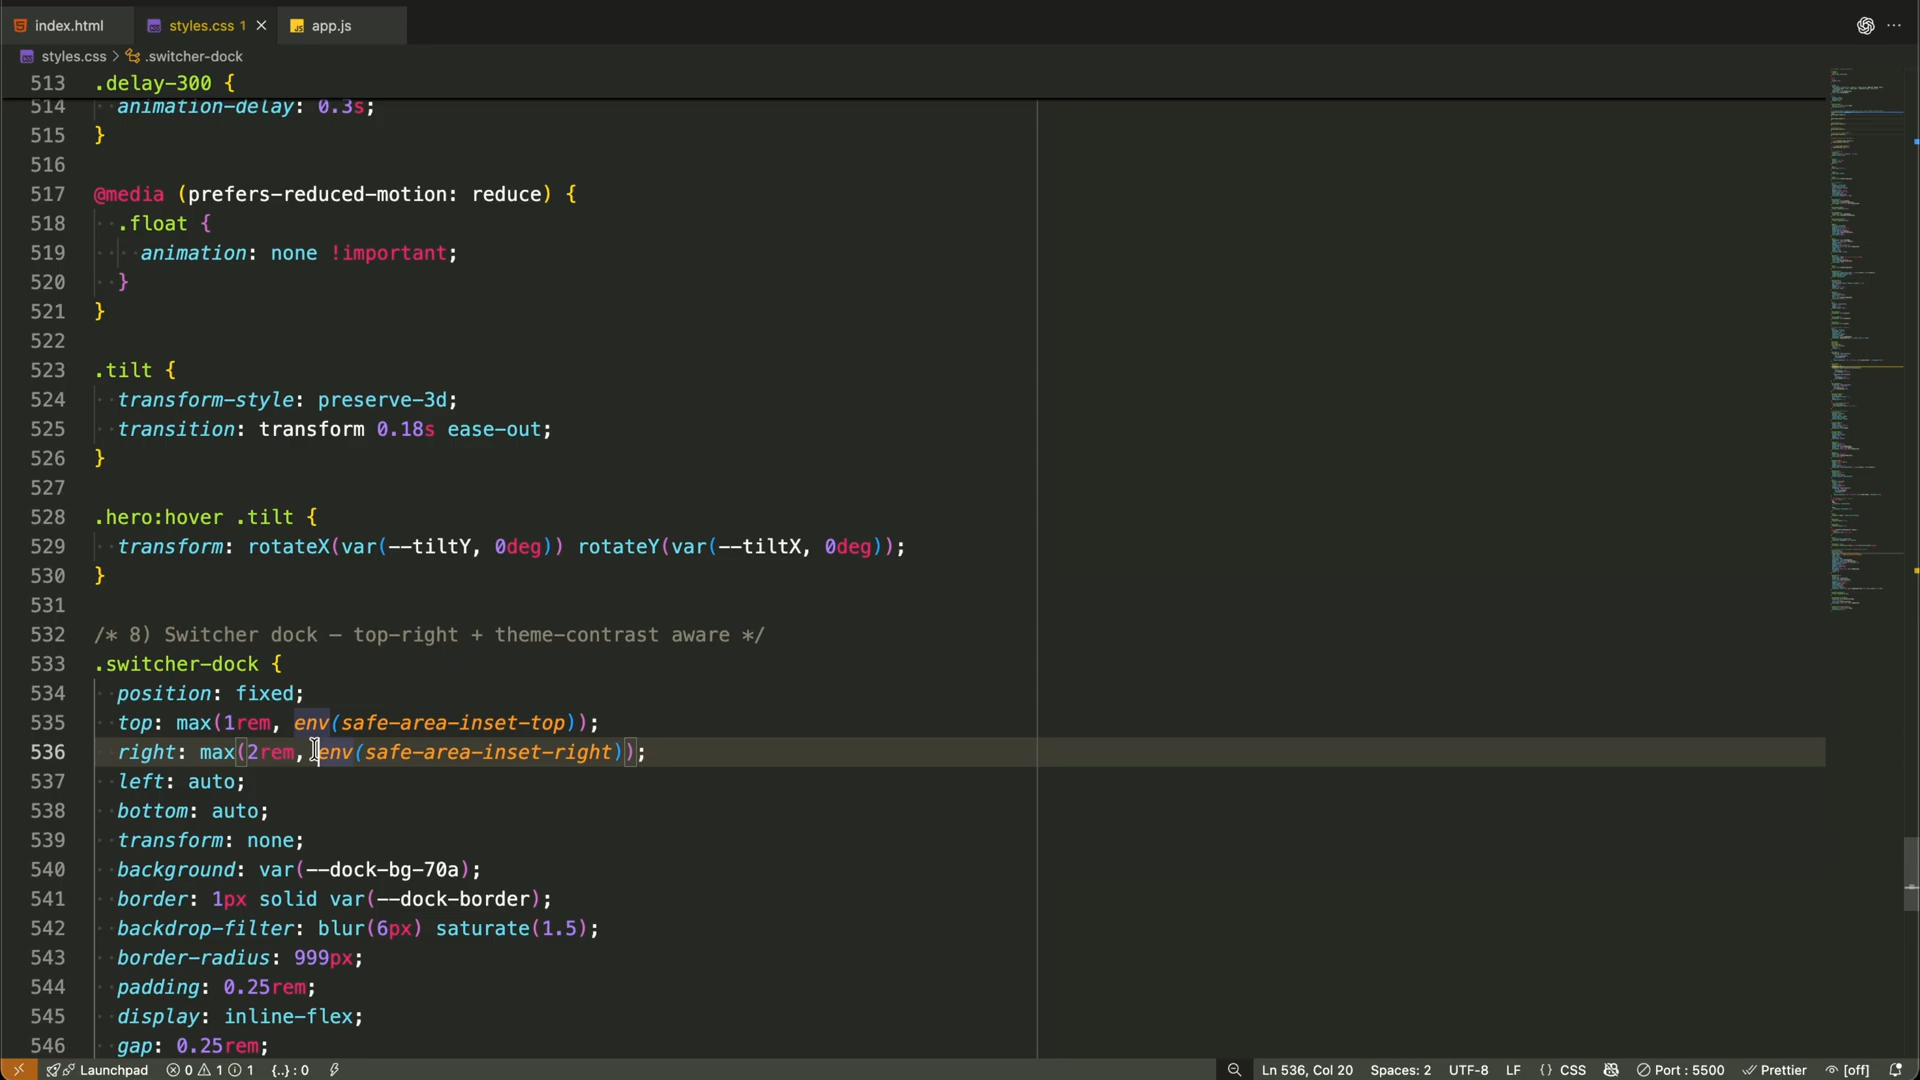 index.html styles.css 1 app.js
styles.css > .switcher-dock
513 .delay-300 {
514 animation-delay: 0.3s;
515 }
516
517 @media (prefers-reduced-motion: reduce) {
518 .float {
519 animation: none !important;
520 }
521 }
522
523 .tilt {
524 transform-style: preserve-3d;
525 transition: transform 0.18s ease-out;
526 }
527
528 .hero:hover .tilt {
529 transform: rotateX(var(--tiltY, 0deg)) rotateY(var(--tiltX, 0deg));
530 }
531
532 /* 8) Switcher dock — top-right + theme-contrast aware */
533 .switcher-dock {
534 position: fixed;
535 top: max(1rem, env(safe-area-inset-top));
536 right: max(2rem, env(safe-area-inset-right));
537 left: auto;
538 bottom: auto;
539 transform: none;
540 background: var(--dock-bg-70a);
541 border: 1px solid var(--dock-border);
542 backdrop-filter: blur(6px) saturate(1.5);
543 border-radius: 999px;
544 padding: 0.25rem;
545 display: inline-flex;
546 gap: 0.25rem;
Launchpad 0 1 1 {..} : 0 Ln 536, Col 20 Spaces: 2 UTF-8 LF {} CSS Port : 5500 Prettier [off]